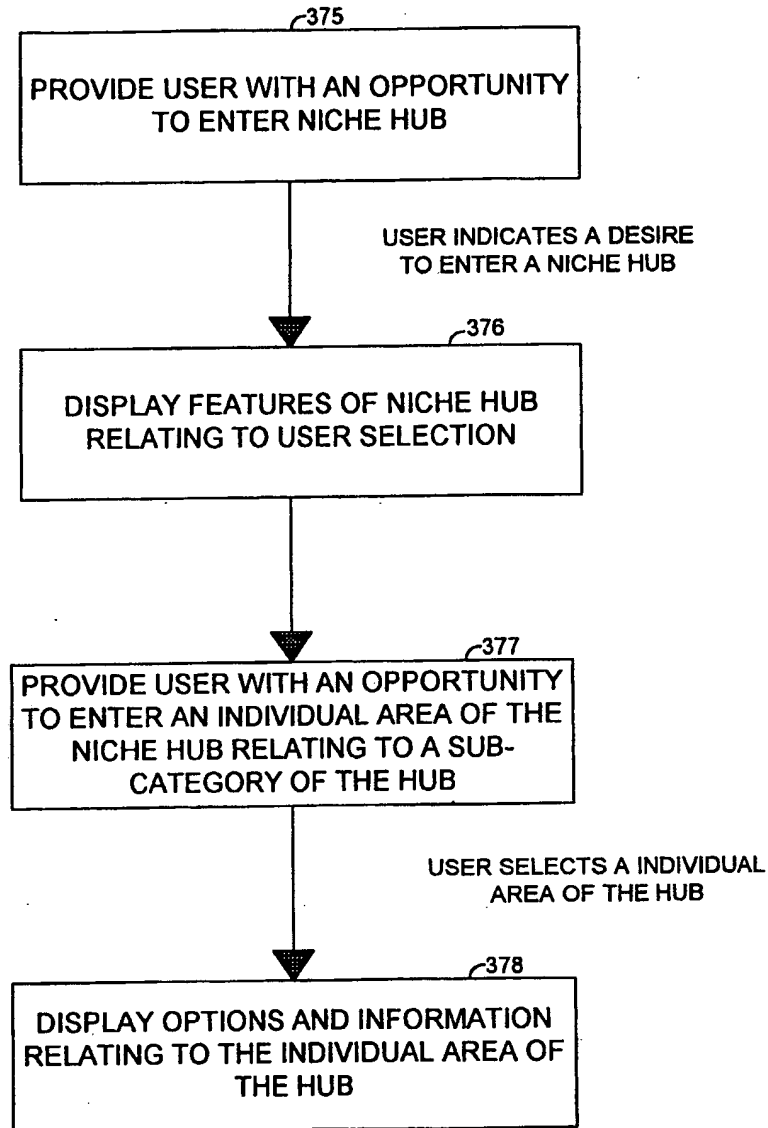 375
PROVIDE USER WITH AN OPPORTUNITY
TO ENTER NICHE HUB
USER INDICATES A DESIRE
TO ENTER A NICHE HUB
376
DISPLAY FEATURES OF NICHE HUB
RELATING TO USER SELECTION
377
PROVIDE USER WITH AN OPPORTUNITY
TO ENTER AN INDIVIDUAL AREA OF THE
NICHE HUB RELATING TO A SUB-
CATEGORY OF THE HUB
USER SELECTS A INDIVIDUAL
AREA OF THE HUB
378
DISPLAY OPTIONS AND INFORMATION
RELATING TO THE INDIVIDUAL AREA OF
THE HUB